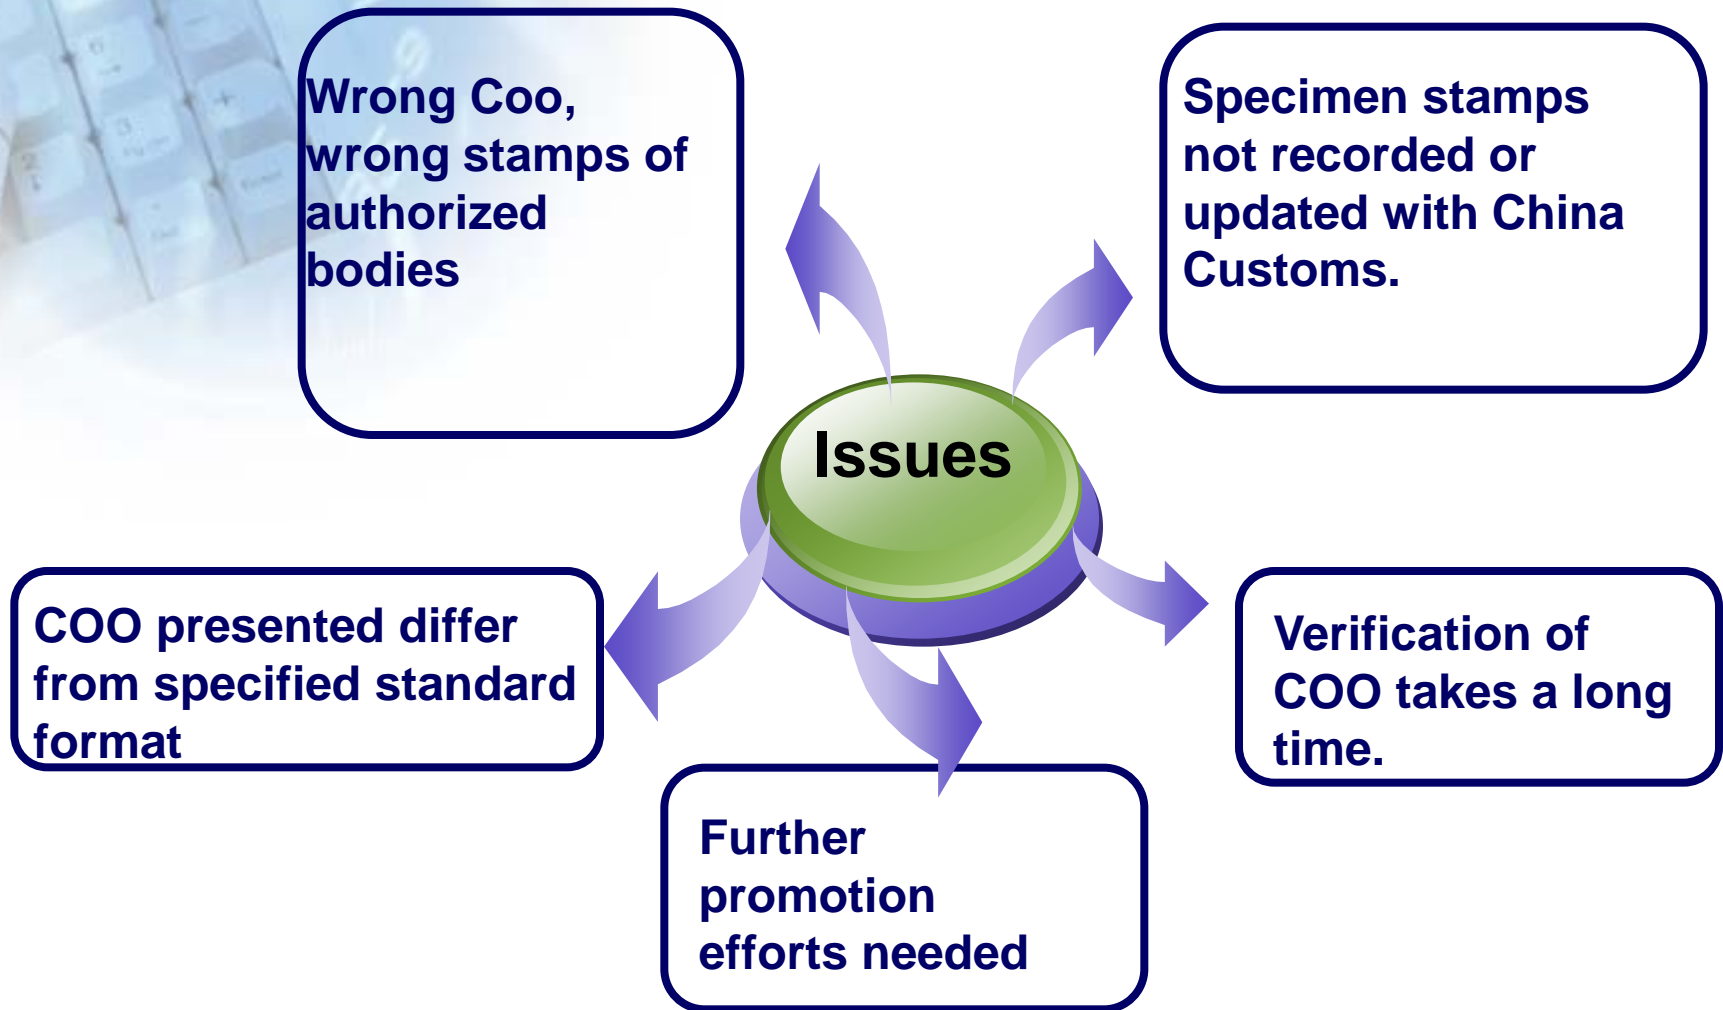 Wrong Coo,
wrong stamps of
authorized
bodies
Specimen stamps
not recorded or
updated with China
Customs.
Issues
COO presented differ
from specified standard
format
Verification of
COO takes a long
time.
Further
promotion
efforts needed